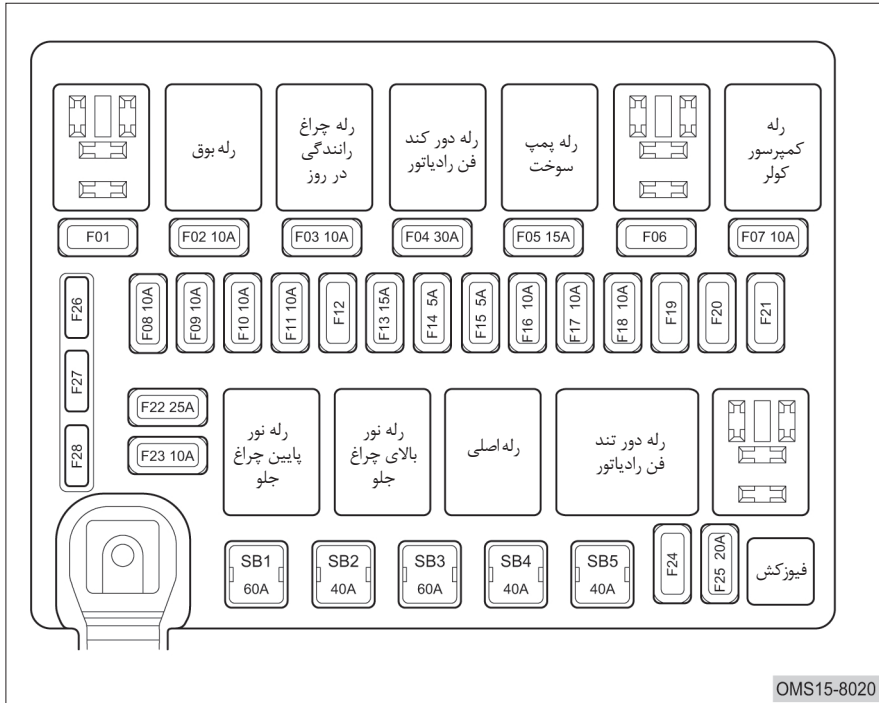 رله بوق
رله چراغ
رانندگی
در روز
رله دور کند
فن رادیاتور
رله پمپ
سوخت
رله
کمپرسور
کولر
F01
F02 10A
F03 10A
F04 30A
F05 15A
F06
F07 10A
F26
F27
F28
F08 10A
F09 10A
F10 10A
F11 10A
F12
F13 15A
F14 5A
F15 5A
F16 10A
F17 10A
F18 10A
F19
F20
F21
F22 25A
F23 10A
رله نور
پایین چراغ
جلو
رله نور
بالای چراغ
جلو
رله اصلی
رله دور تند
فن رادیاتور
SB1
60A
SB2
40A
SB3
60A
SB4
40A
SB5
40A
F24
F25 20A
فیوزکش
OMS15-8020